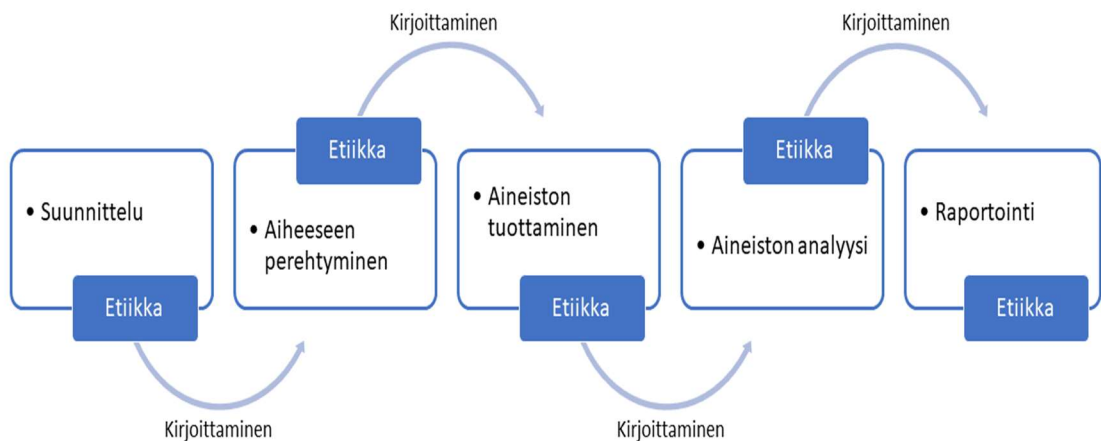 Kirjoittaminen
Kirjoittaminen
Etiikka
Etiikka
• Suunnittelu
• Aiheeseen
perehtyminen
• Aineiston
tuottaminen
• Aineiston analyysi
• Raportointi
Etiikka
Etiikka
Etiikka
Kirjoittaminen
Kirjoittaminen